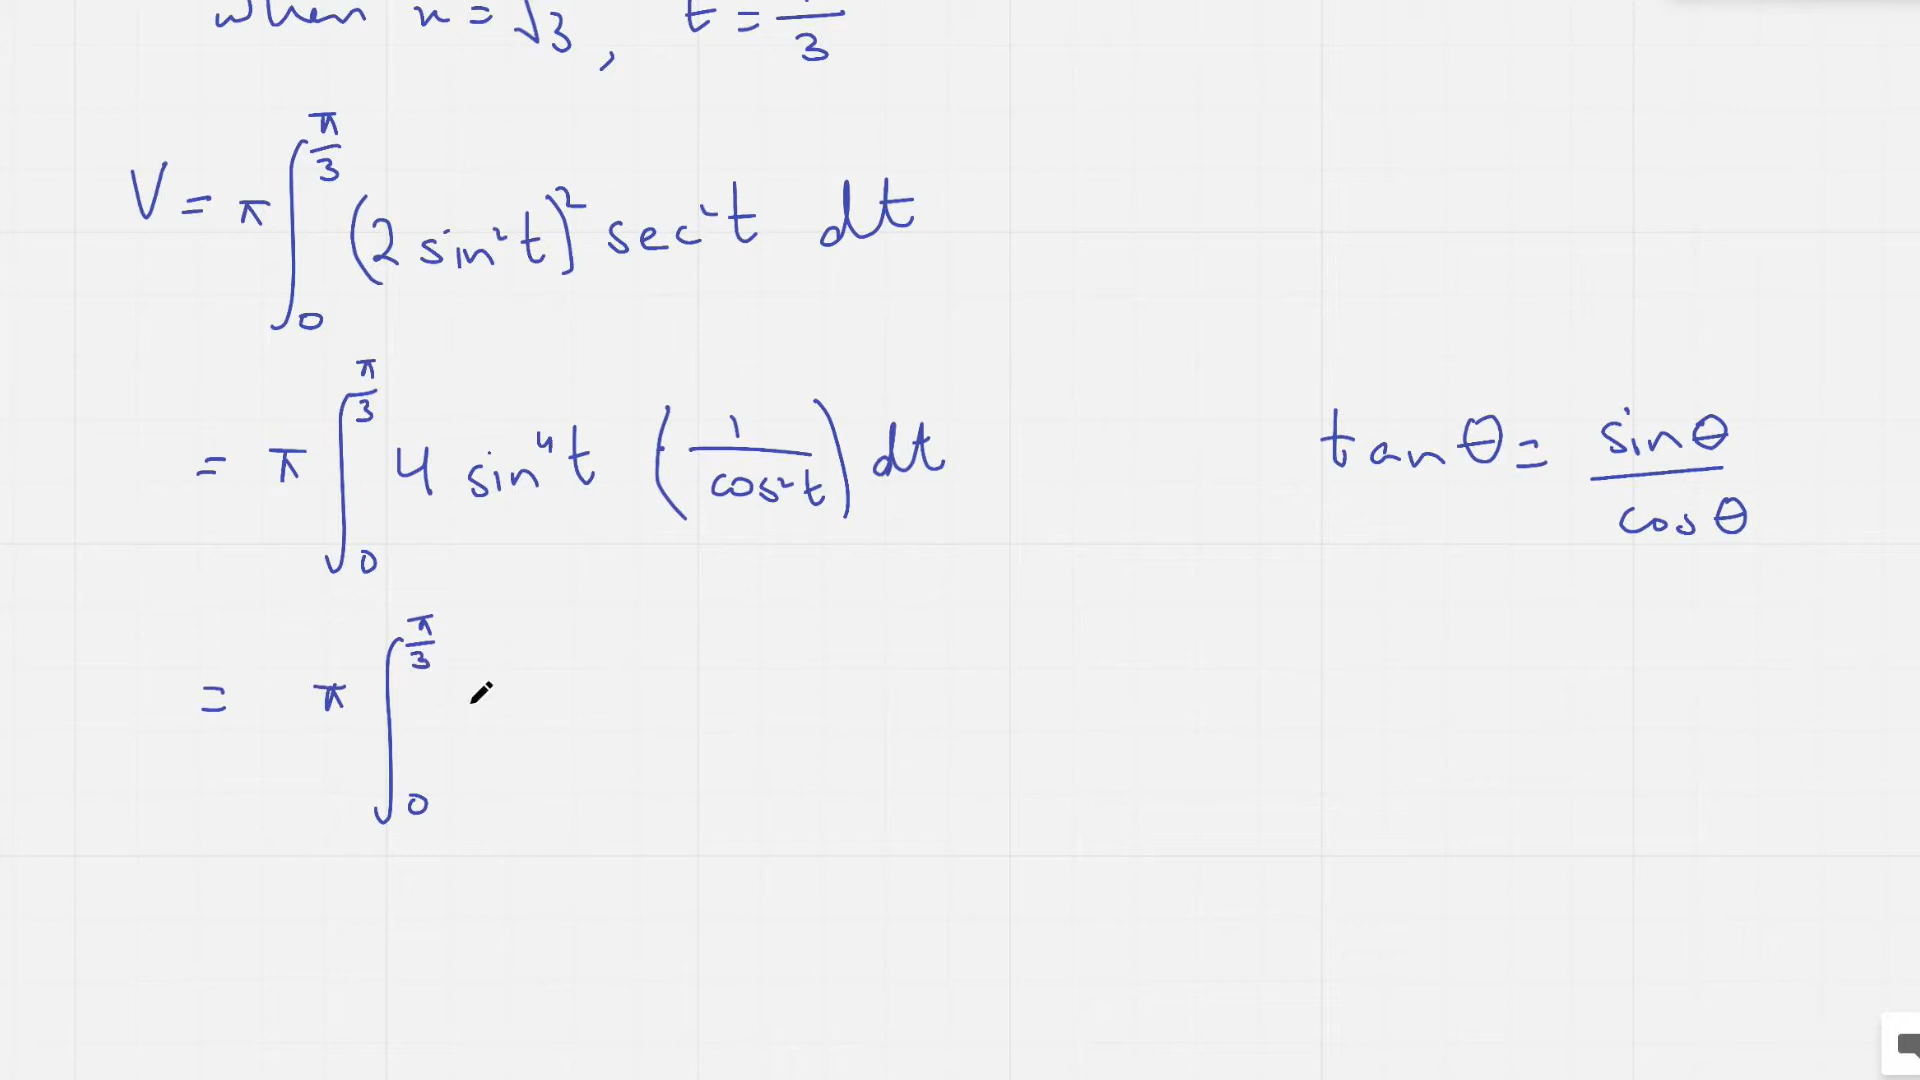 when x = √3, t = π/3
V = π ∫₀^(π/3) (2 sin²t)² sec²t dt
= π ∫₀^(π/3) 4 sin⁴t (1/cos²t) dt
tan θ = sin θ / cos θ
= π ∫₀^(π/3)